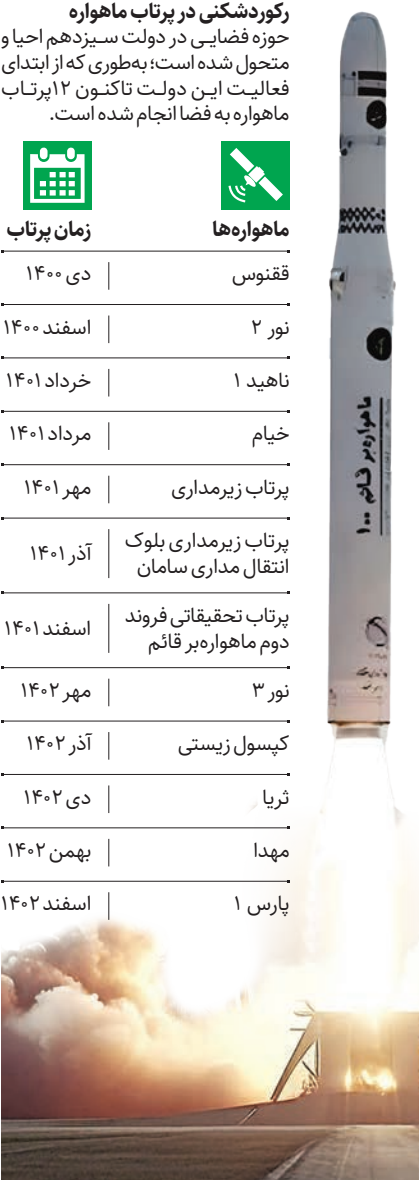 رکوردشکنی در پرتاب ماهواره
حوزه فضایی در دولت سیزدهم احیا و
متحول شده است؛ به‌طوری که از ابتدای
فعالیت این دولت تاکنون ۱۲پرتاب
ماهواره به فضا انجام شده است.
ماهواره‌ها زمان پرتاب
ققنوس دی ۱۴۰۰
نور ۲ اسفند ۱۴۰۰
ناهید ۱ خرداد ۱۴۰۱
خیام مرداد ۱۴۰۱
پرتاب زیرمداری مهر ۱۴۰۱
پرتاب زیرمداری بلوک
انتقال مداری سامان آذر ۱۴۰۱
پرتاب تحقیقاتی فروند
دوم ماهواره‌بر قائم اسفند ۱۴۰۱
نور ۳ مهر ۱۴۰۲
کپسول زیستی آذر ۱۴۰۲
ثریا دی ۱۴۰۲
مهدا بهمن ۱۴۰۲
پارس ۱ اسفند ۱۴۰۲
ماهواره‌بر قائم ۱۰۰